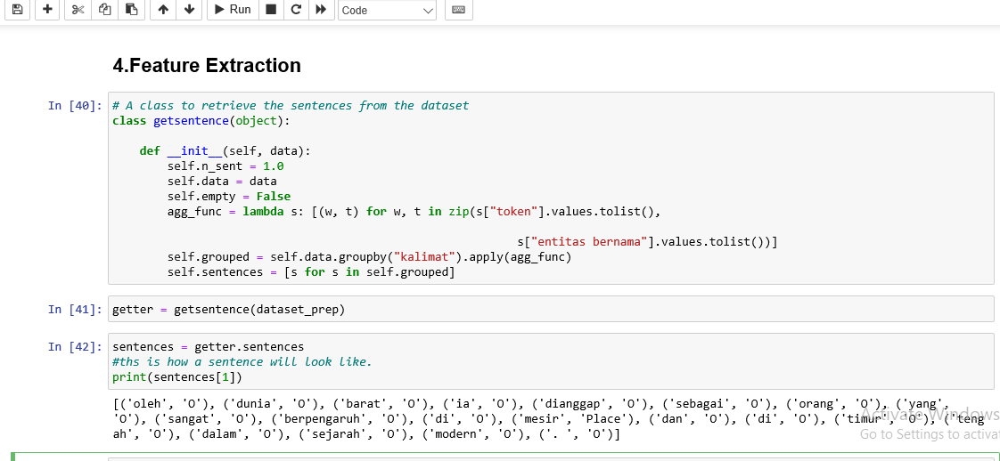 Run
Code
4.Feature Extraction
In [40]: # A class to retrieve the sentences from the dataset
class getsentence(object):
def __init__(self, data):
self.n_sent = 1.0
self.data = data
self.empty = False
agg_func = lambda s: [(w, t) for w, t in zip(s["token"].values.tolist(),
s["entitas bernama"].values.tolist())]
self.grouped = self.data.groupby("kalimat").apply(agg_func)
self.sentences = [s for s in self.grouped]
In [41]: getter = getsentence(dataset_prep)
In [42]: sentences = getter.sentences
#ths is how a sentence will look like.
print(sentences[1])
[('oleh', 'O'), ('dunia', 'O'), ('barat', 'O'), ('ia', 'O'), ('dianggap', 'O'), ('sebagai', 'O'), ('orang', 'O'), ('yang',
'O'), ('sangat', 'O'), ('berpengaruh', 'O'), ('di', 'O'), ('mesir', 'Place'), ('dan', 'O'), ('di', 'O'), ('timur', 'O'), ('teng
ah', 'O'), ('dalam', 'O'), ('sejarah', 'O'), ('modern', 'O'), ('. ', 'O')]
Activate Windows
Go to Settings to activa